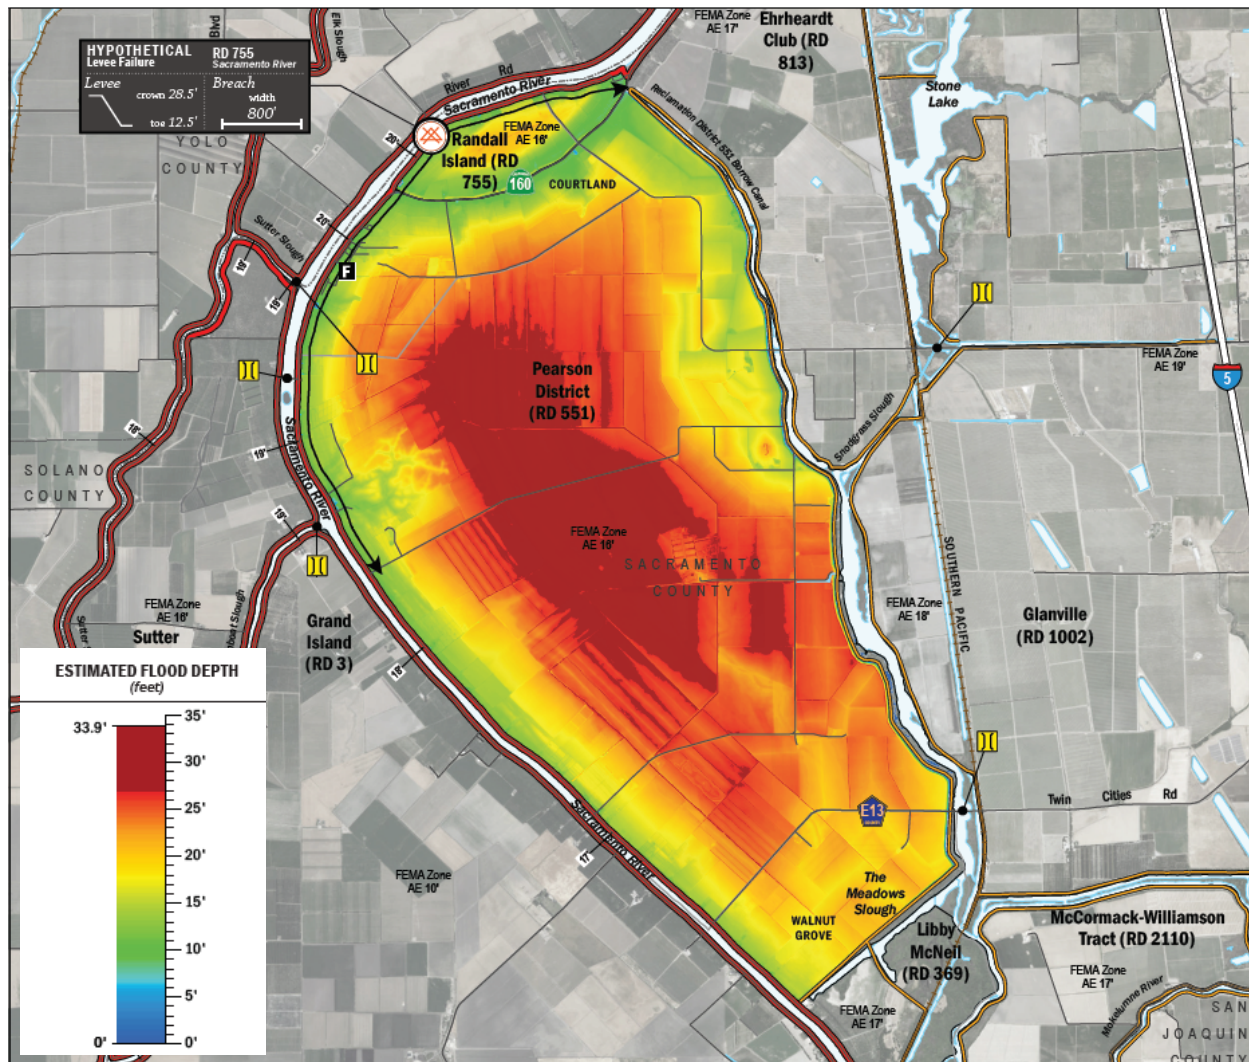 HYPOTHETICAL
Levee Failure
RD 755
Sacramento River
Levee
crown 28.5'
toe 12.5'
Breach
width
800'
Blvd
Elk Slough
YOLO
COUNTY
River Rd
Sacramento River
FEMA Zone
AE 17'
Ehrheardt
Club (RD
813)
Stone
Lake
20'
Randall
Island (RD
755)
FEMA Zone
AE 16'
160
COURTLAND
Reclamation District 551 Borrow Canal
Sutter Slough
20'
19'
19'
F
Pearson
District
(RD 551)
FEMA Zone
AE 19'
5
Snodgrass Slough
18'
19'
SOLANO
COUNTY
Sacramento River
19'
FEMA Zone
AE 16'
SACRAMENTO
COUNTY
SOUTHERN PACIFIC
FEMA Zone
AE 16'
Sutter
Grand
Island
(RD 3)
18'
FEMA Zone
AE 18'
Glanville
(RD 1002)
ESTIMATED FLOOD DEPTH
(feet)
33.9'
0'
35'
30'
25'
20'
15'
10'
5'
0'
E13
Twin Cities Rd
Sacramento River
17'
FEMA Zone
AE 10'
The
Meadows
Slough
WALNUT
GROVE
Libby
McNeil
(RD 369)
McCormack-Williamson
Tract (RD 2110)
FEMA Zone
AE 17'
FEMA Zone
AE 17'
Mokelumne River
SAN
JOAQUIN
COUNTY